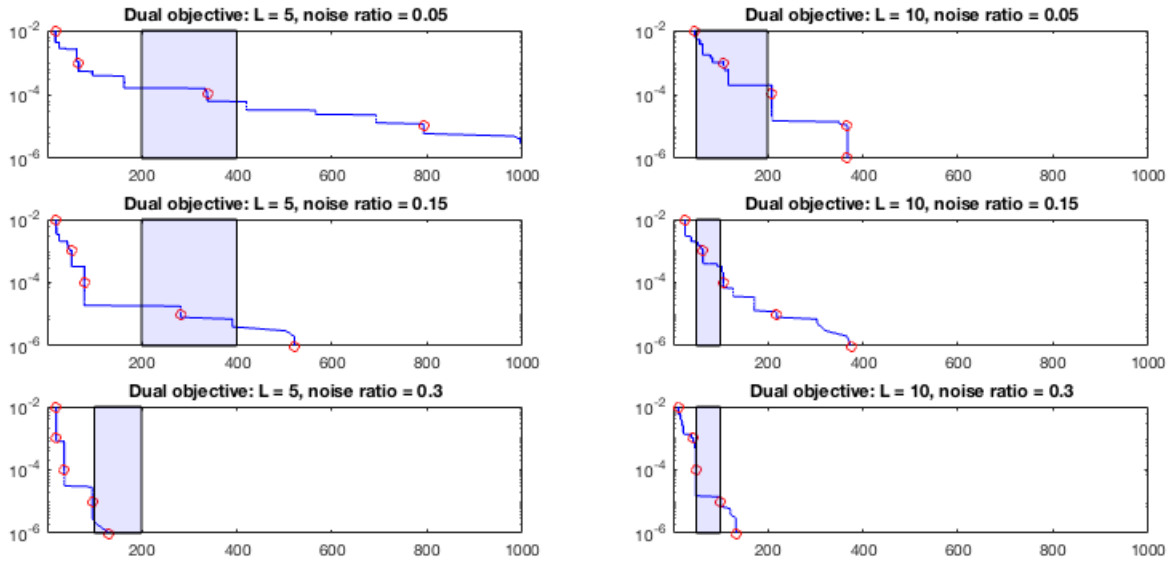 Dual objective: L = 5, noise ratio = 0.05
10^-2
10^-4
10^-6
200 400 600 800 1000
Dual objective: L = 10, noise ratio = 0.05
10^-2
10^-4
10^-6
200 400 600 800 1000
Dual objective: L = 5, noise ratio = 0.15
10^-2
10^-4
10^-6
200 400 600 800 1000
Dual objective: L = 10, noise ratio = 0.15
10^-2
10^-4
10^-6
200 400 600 800 1000
Dual objective: L = 5, noise ratio = 0.3
10^-2
10^-4
10^-6
200 400 600 800 1000
Dual objective: L = 10, noise ratio = 0.3
10^-2
10^-4
10^-6
200 400 600 800 1000